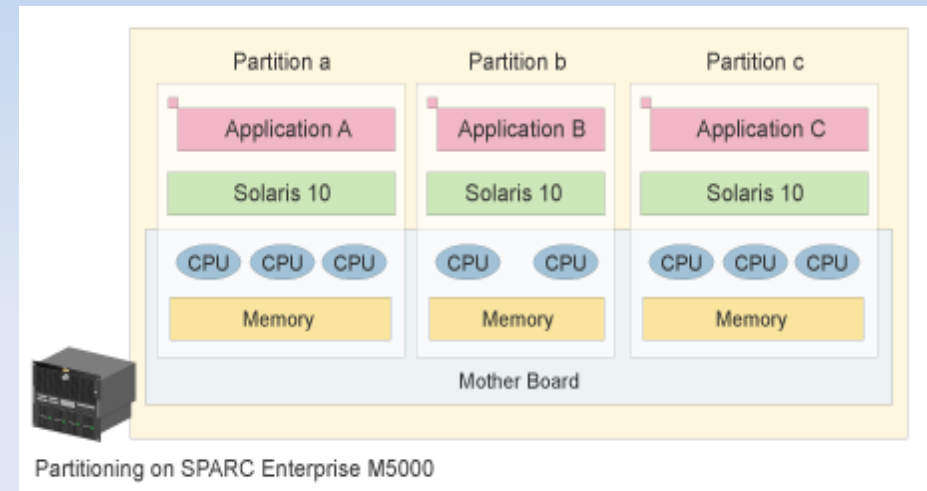 Partition a Partition b Partition c
Application A Application B Application C
Solaris 10 Solaris 10 Solaris 10
CPU CPU CPU CPU CPU CPU CPU CPU
Memory Memory Memory
Mother Board
Partitioning on SPARC Enterprise M5000